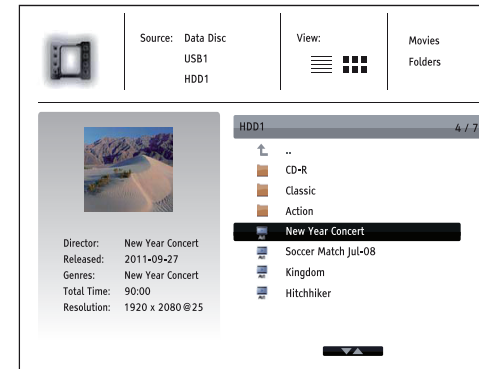 Source: Data Disc
USB1
HDD1
View:
Movies
Folders
HDD1 4 / 7
..
CD-R
Classic
Action
New Year Concert
Soccer Match Jul-08
Kingdom
Hitchhiker
Director: New Year Concert
Released: 2011-09-27
Genres: New Year Concert
Total Time: 90:00
Resolution: 1920 x 2080@25